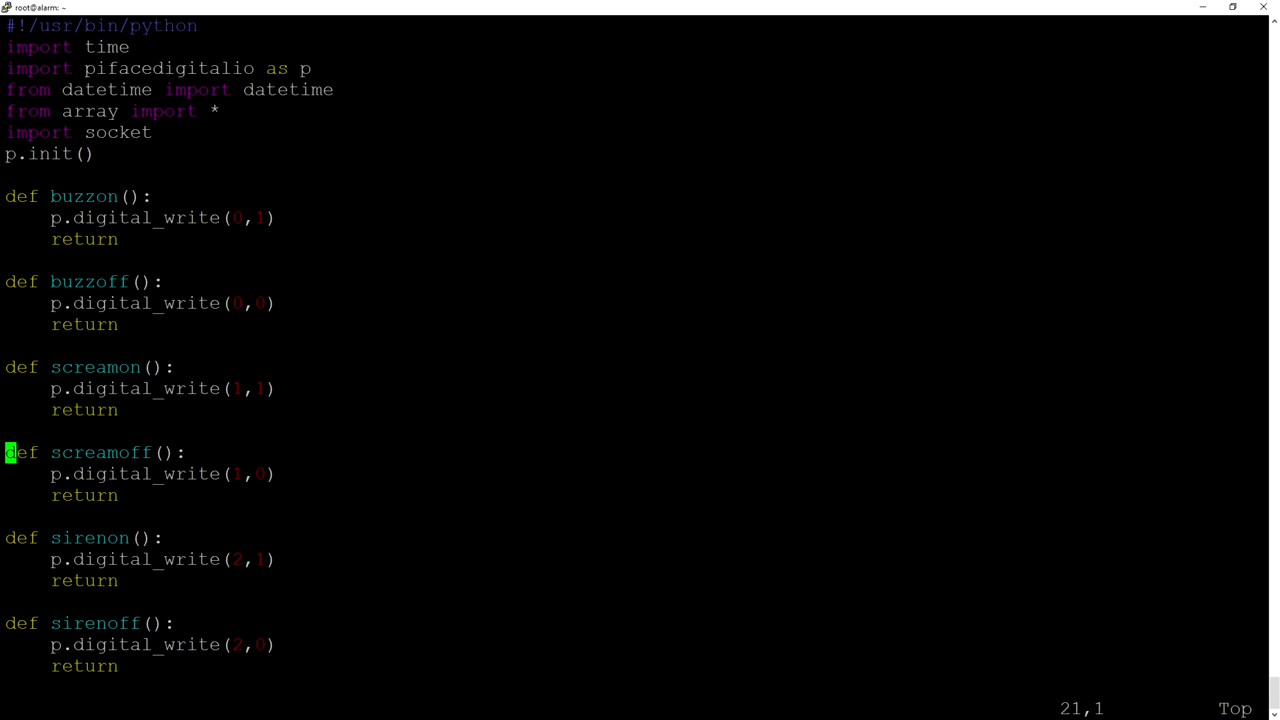 root@alarm: ~
#!/usr/bin/python
import time
import pifacedigitalio as p
from datetime import datetime
from array import *
import socket
p.init()
def buzzon():
    p.digital_write(0,1)
    return
def buzzoff():
    p.digital_write(0,0)
    return
def screamon():
    p.digital_write(1,1)
    return
def screamoff():
    p.digital_write(1,0)
    return
def sirenon():
    p.digital_write(2,1)
    return
def sirenoff():
    p.digital_write(2,0)
    return
21,1 Top